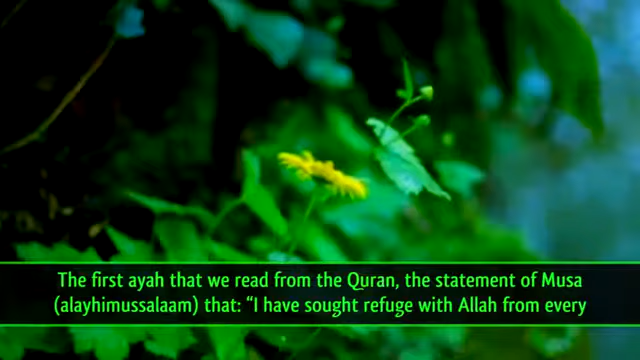 The first ayah that we read from the Quran, the statement of Musa
(alayhimussalaam) that: “I have sought refuge with Allah from every